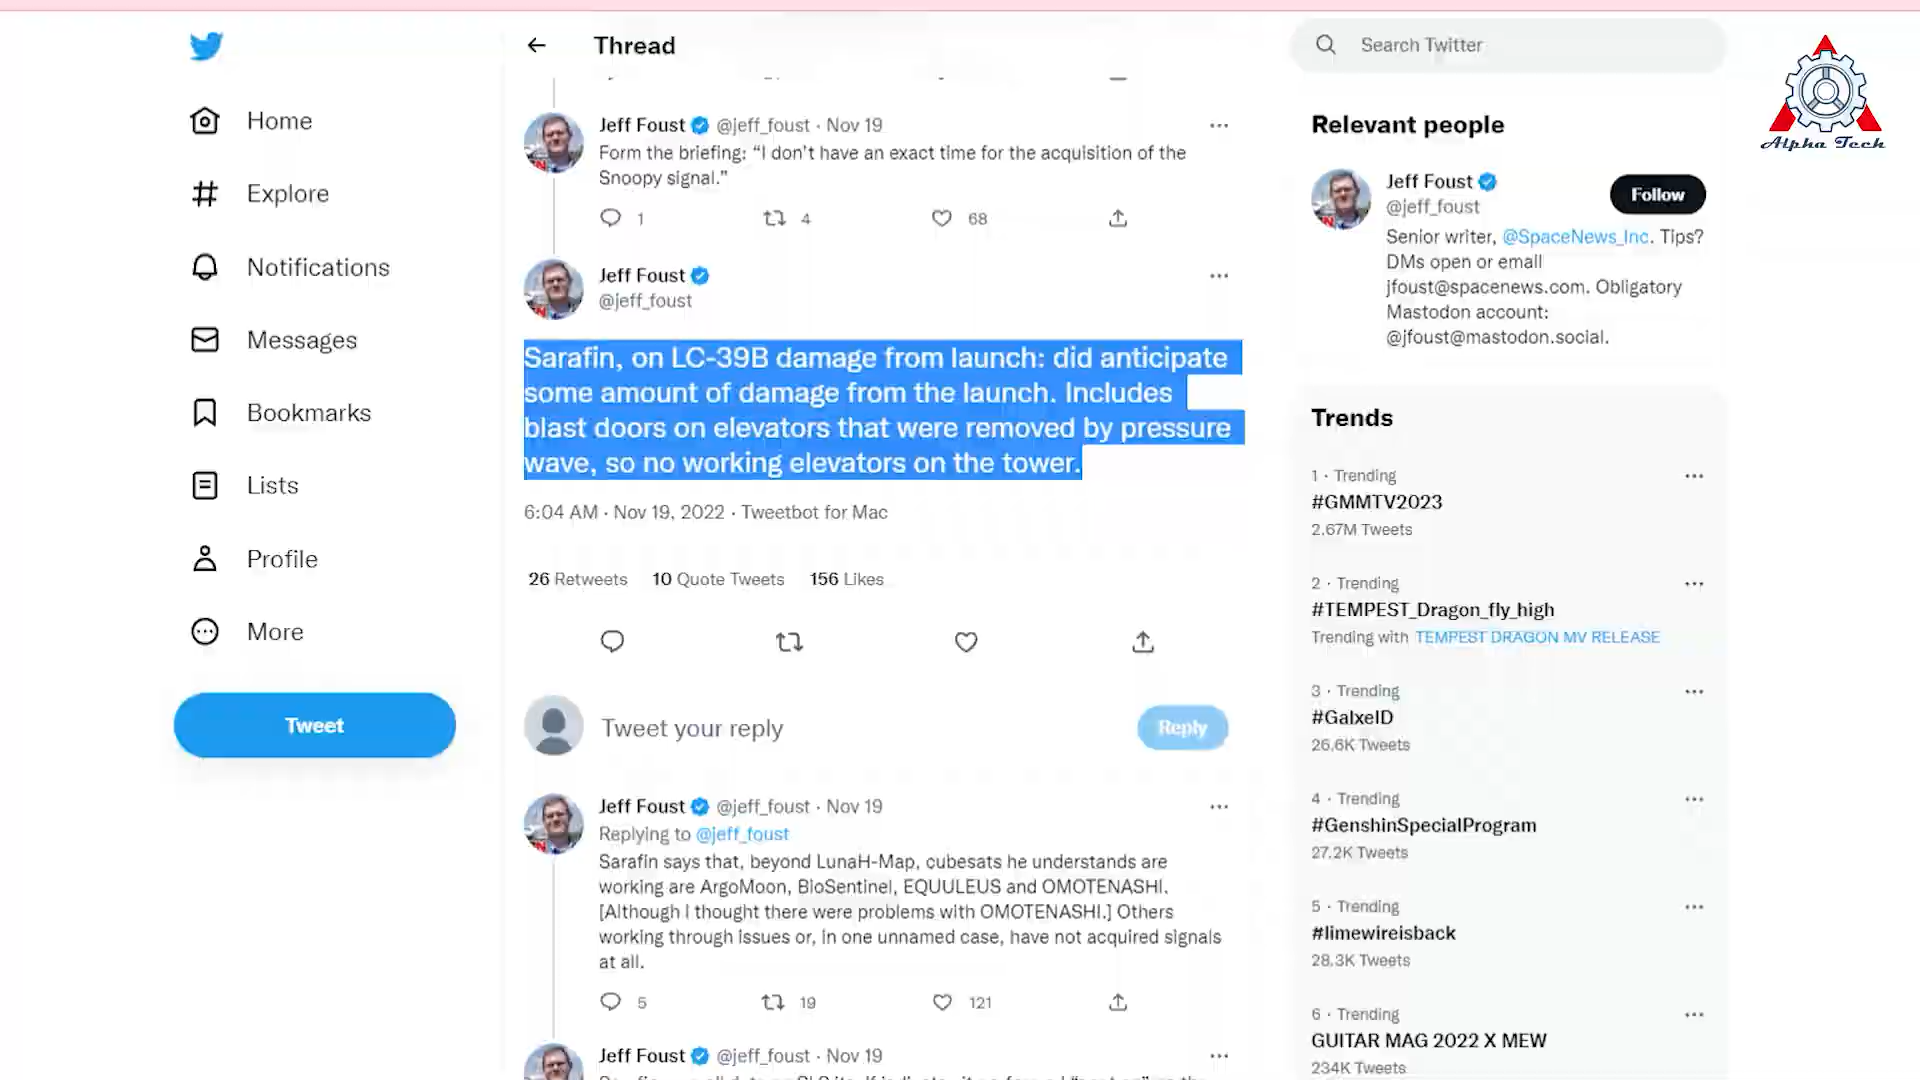 Thread
Search Twitter
Alpha Tech
Home
Explore
Notifications
Messages
Bookmarks
Lists
Profile
More
Tweet
Jeff Foust @jeff_foust · Nov 19
Form the briefing: “I don’t have an exact time for the acquisition of the
Snoopy signal.”
1 4 68
Jeff Foust
@jeff_foust
Sarafin, on LC-39B damage from launch: did anticipate
some amount of damage from the launch. Includes
blast doors on elevators that were removed by pressure
wave, so no working elevators on the tower.
6:04 AM · Nov 19, 2022 · Tweetbot for Mac
26 Retweets 10 Quote Tweets 156 Likes
Tweet your reply
Reply
Jeff Foust @jeff_foust · Nov 19
Replying to @jeff_foust
Sarafin says that, beyond LunaH-Map, cubesats he understands are
working are ArgoMoon, BioSentinel, EQUULEUS and OMOTENASHI.
[Although I thought there were problems with OMOTENASHI.] Others
working through issues or, in one unnamed case, have not acquired signals
at all.
5 19 121
Jeff Foust @jeff_foust · Nov 19
Relevant people
Jeff Foust
@jeff_foust
Follow
Senior writer, @SpaceNews_Inc. Tips?
DMs open or email
jfoust@spacenews.com. Obligatory
Mastodon account:
@jfoust@mastodon.social.
Trends
1 · Trending
#GMMTV2023
2.67M Tweets
2 · Trending
#TEMPEST_Dragon_fly_high
Trending with TEMPEST DRAGON MV RELEASE
3 · Trending
#GalxeID
26.6K Tweets
4 · Trending
#GenshinSpecialProgram
27.2K Tweets
5 · Trending
#limewireisback
28.3K Tweets
6 · Trending
GUITAR MAG 2022 X MEW
234K Tweets